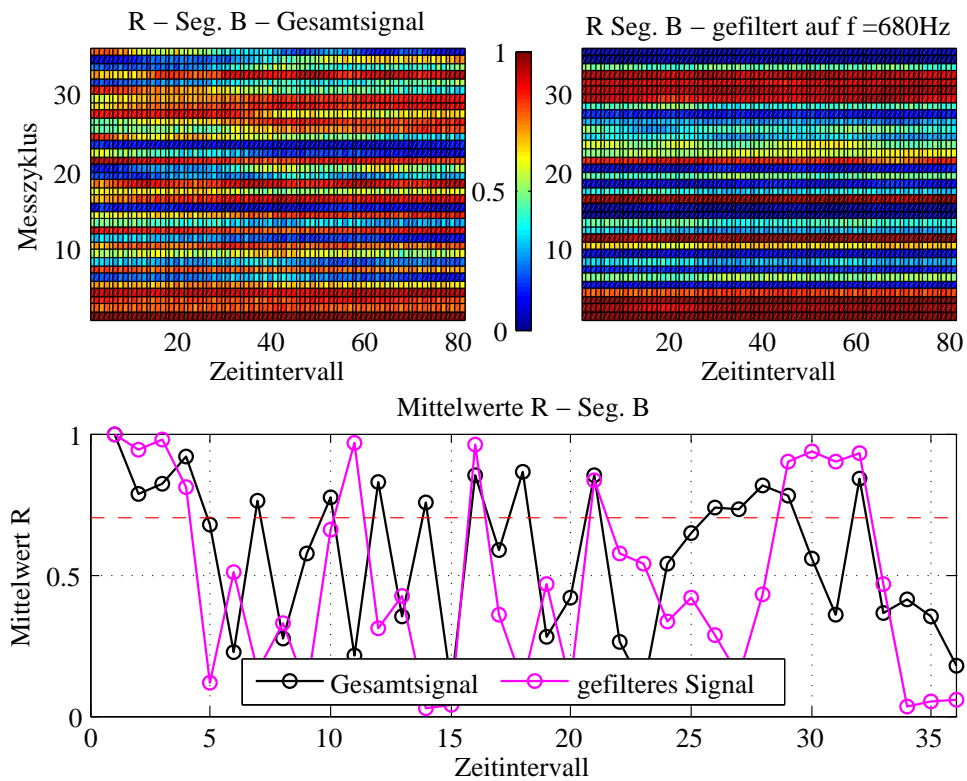 R – Seg. B – Gesamtsignal
R Seg. B – gefiltert auf f =680Hz
Messzyklus
30
20
10
20 40 60 80
Zeitintervall
1
0.5
0
30
20
10
20 40 60 80
Zeitintervall
Mittelwerte R – Seg. B
Mittelwert R
1
0.5
0
Gesamtsignal
gefilteres Signal
0 5 10 15 20 25 30 35
Zeitintervall